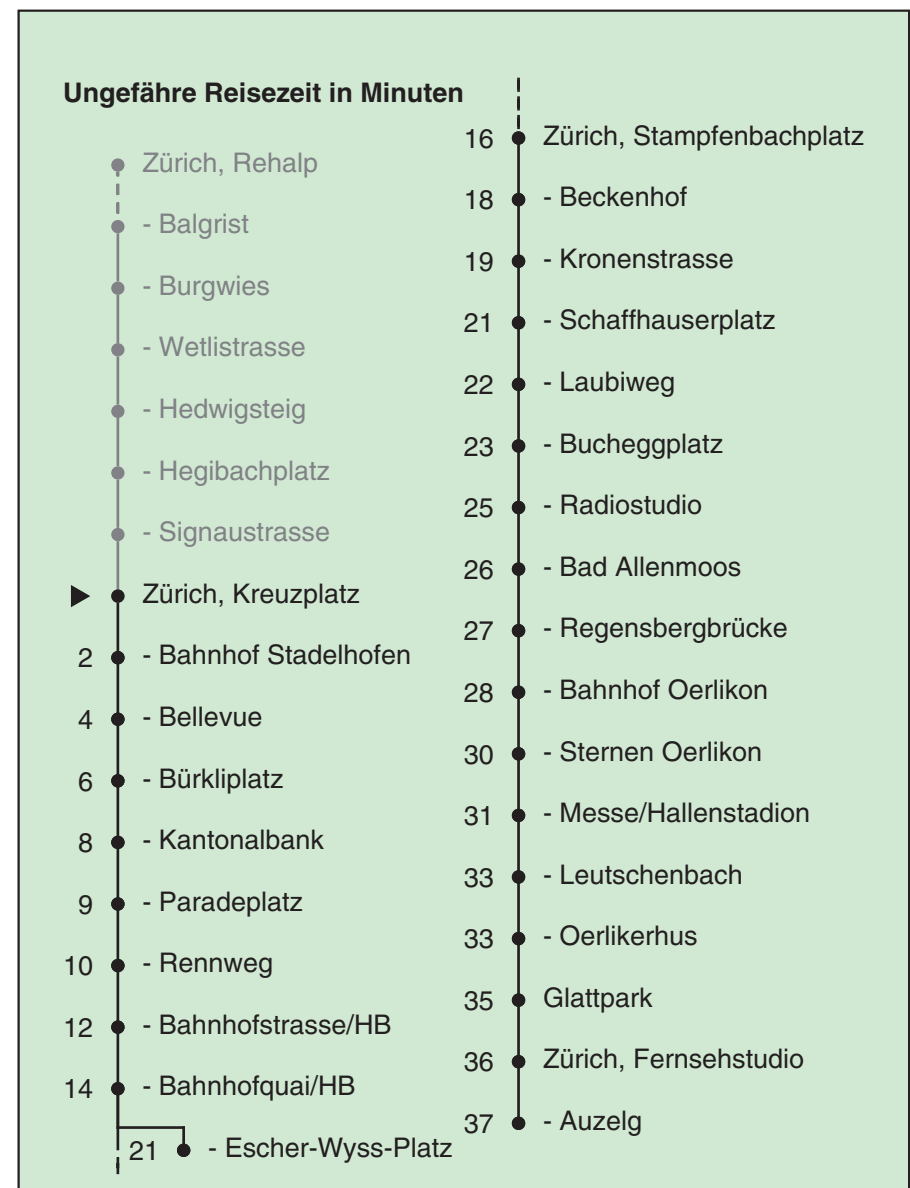 Ungefähre Reisezeit in Minuten
Zürich, Rehalp
- Balgrist
- Burgwies
- Wetlistrasse
- Hedwigsteig
- Hegibachplatz
- Signaustrasse
Zürich, Kreuzplatz
2 - Bahnhof Stadelhofen
4 - Bellevue
6 - Bürkliplatz
8 - Kantonalbank
9 - Paradeplatz
10 - Rennweg
12 - Bahnhofstrasse/HB
14 - Bahnhofquai/HB
21 - Escher-Wyss-Platz
16 Zürich, Stampfenbachplatz
18 - Beckenhof
19 - Kronenstrasse
21 - Schaffhauserplatz
22 - Laubiweg
23 - Bucheggplatz
25 - Radiostudio
26 - Bad Allenmoos
27 - Regensbergbrücke
28 - Bahnhof Oerlikon
30 - Sternen Oerlikon
31 - Messe/Hallenstadion
33 - Leutschenbach
33 - Oerlikerhus
35 Glattpark
36 Zürich, Fernsehstudio
37 - Auzelg